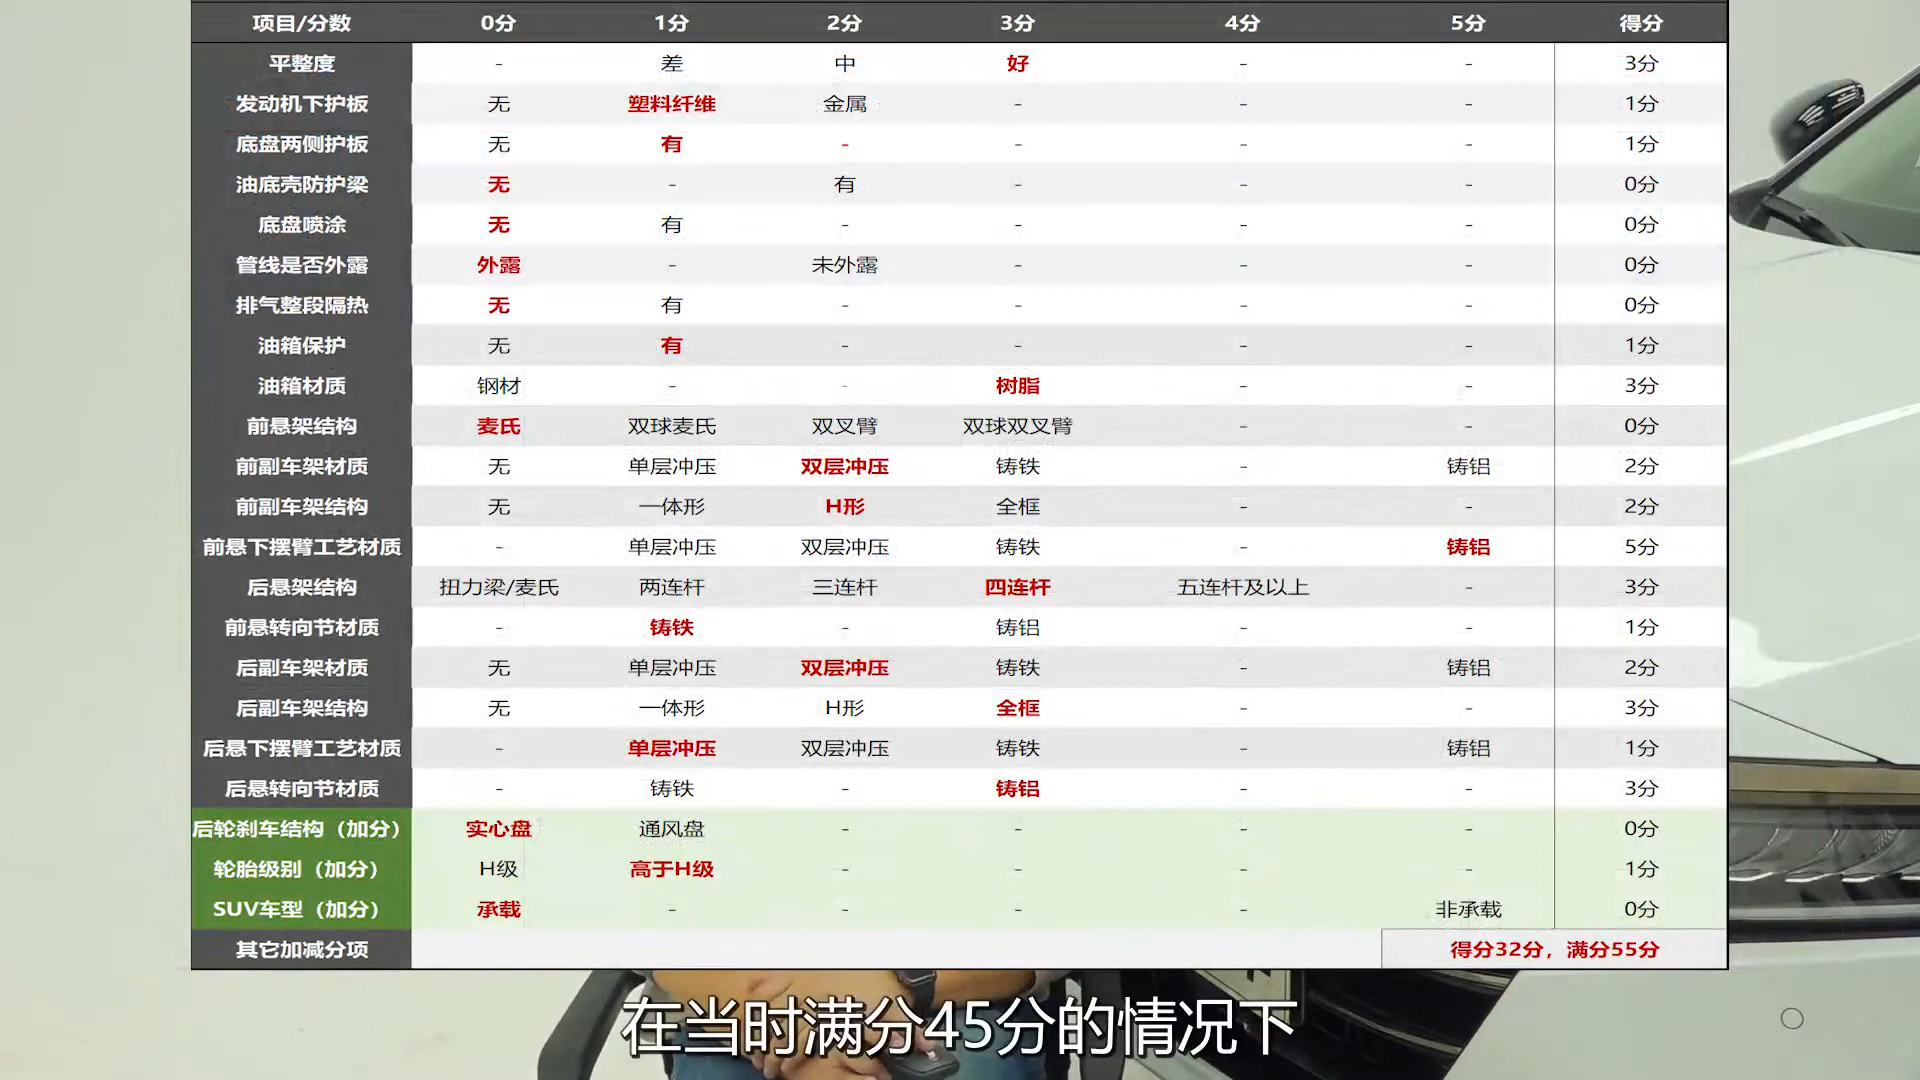 项目/分数 0分 1分 2分 3分 4分 5分 得分
平整度 - 差 中 好 - - 3分
发动机下护板 无 塑料纤维 金属 - - - 1分
底盘两侧护板 无 有 - - - - 1分
油底壳防护梁 无 - 有 - - - 0分
底盘喷涂 无 有 - - - - 0分
管线是否外露 外露 - 未外露 - - - 0分
排气整段隔热 无 有 - - - - 0分
油箱保护 无 有 - - - - 1分
油箱材质 钢材 - - 树脂 - - 3分
前悬架结构 麦氏 双球麦氏 双叉臂 双球双叉臂 - - 0分
前副车架材质 无 单层冲压 双层冲压 铸铁 - 铸铝 2分
前副车架结构 无 一体形 H形 全框 - - 2分
前悬下摆臂工艺材质 - 单层冲压 双层冲压 铸铁 - 铸铝 5分
后悬架结构 扭力梁/麦氏 两连杆 三连杆 四连杆 五连杆及以上 - 3分
前悬转向节材质 - 铸铁 - 铸铝 - - 1分
后副车架材质 无 单层冲压 双层冲压 铸铁 - 铸铝 2分
后副车架结构 无 一体形 H形 全框 - - 3分
后悬下摆臂工艺材质 - 单层冲压 双层冲压 铸铁 - 铸铝 1分
后悬转向节材质 - 铸铁 - 铸铝 - - 3分
后轮刹车结构（加分） 实心盘 通风盘 - - - - 0分
轮胎级别（加分） H级 高于H级 - - - - 1分
SUV车型（加分） 承载 - - - - 非承载 0分
其它加减分项 得分32分，满分55分
在当时满分45分的情况下